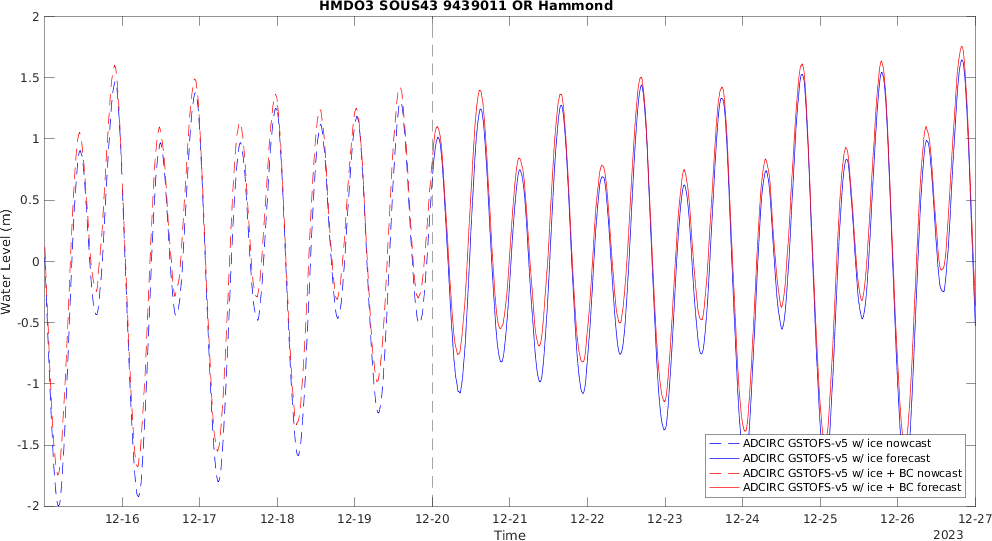 HMDO3 SOUS43 9439011 OR Hammond
2
1.5
1
0.5
0
-0.5
-1
-1.5
-2
Water Level (m)
ADCIRC GSTOFS-v5 w/ ice nowcast
ADCIRC GSTOFS-v5 w/ ice forecast
ADCIRC GSTOFS-v5 w/ ice + BC nowcast
ADCIRC GSTOFS-v5 w/ ice + BC forecast
12-16 12-17 12-18 12-19 12-20 12-21 12-22 12-23 12-24 12-25 12-26 12-27
Time
2023